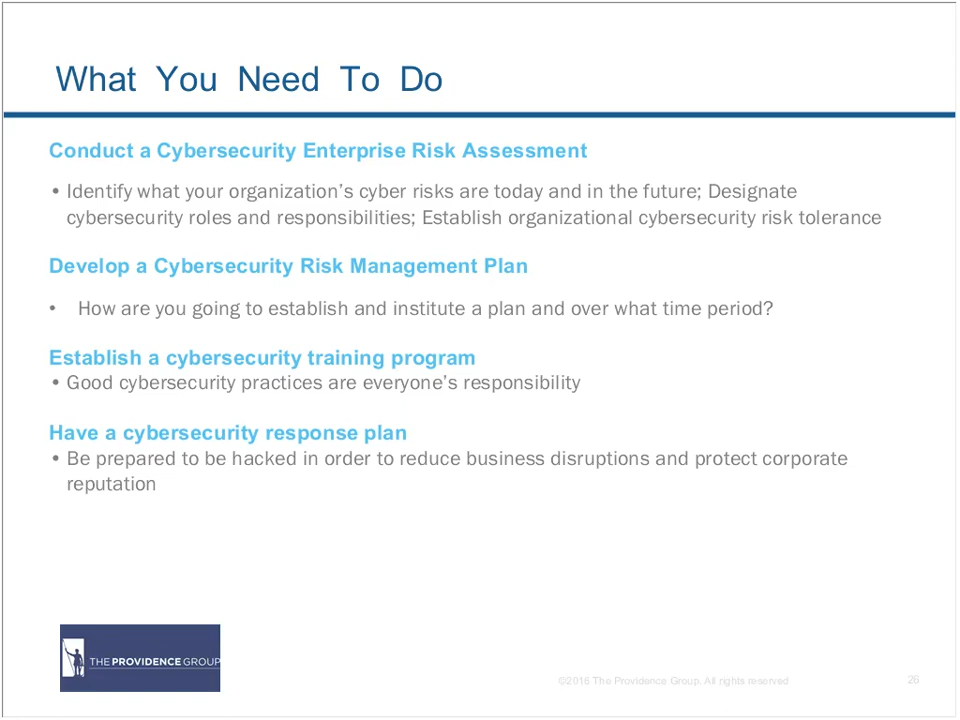 What You Need To Do
Conduct a Cybersecurity Enterprise Risk Assessment
• Identify what your organization’s cyber risks are today and in the future; Designate
cybersecurity roles and responsibilities; Establish organizational cybersecurity risk tolerance
Develop a Cybersecurity Risk Management Plan
• How are you going to establish and institute a plan and over what time period?
Establish a cybersecurity training program
• Good cybersecurity practices are everyone’s responsibility
Have a cybersecurity response plan
• Be prepared to be hacked in order to reduce business disruptions and protect corporate
reputation
THE PROVIDENCE GROUP
©2016 The Providence Group. All rights reserved
26